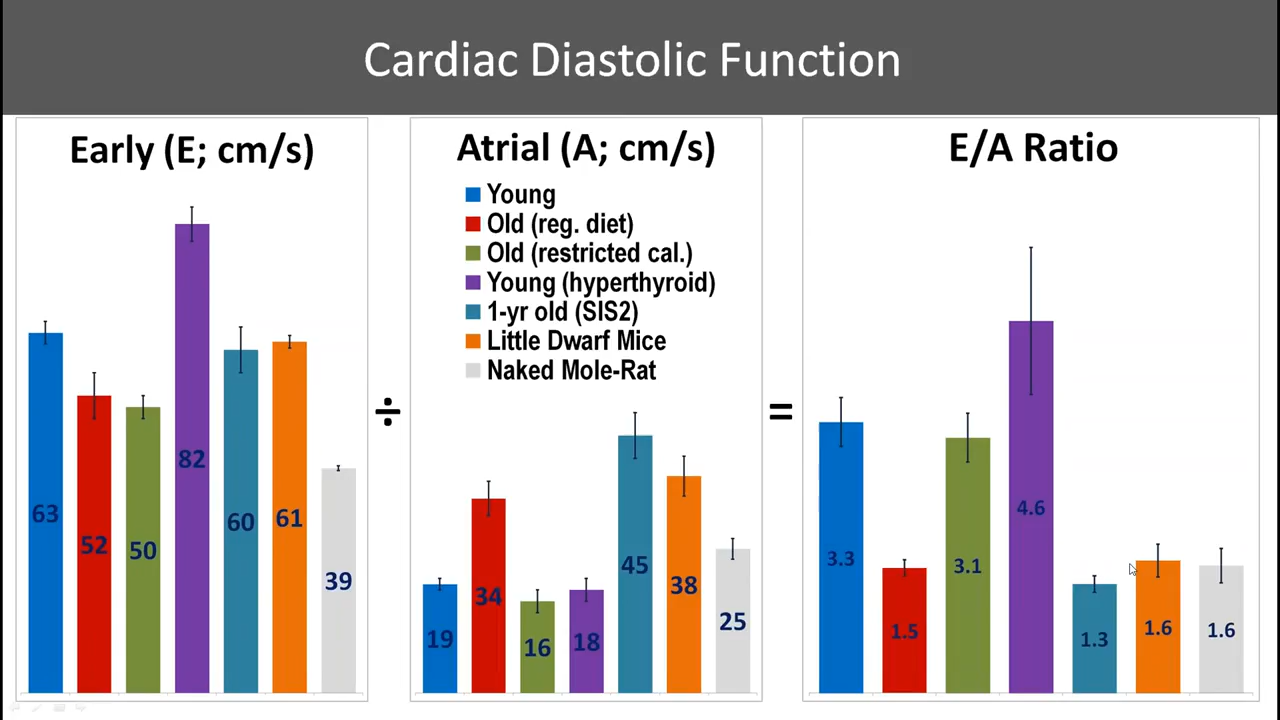 Cardiac Diastolic Function
Early (E; cm/s)
63
52
50
82
60
61
39
÷
Atrial (A; cm/s)
Young
Old (reg. diet)
Old (restricted cal.)
Young (hyperthyroid)
1-yr old (SIS2)
Little Dwarf Mice
Naked Mole-Rat
19
34
16
18
45
38
25
=
E/A Ratio
3.3
1.5
3.1
4.6
1.3
1.6
1.6